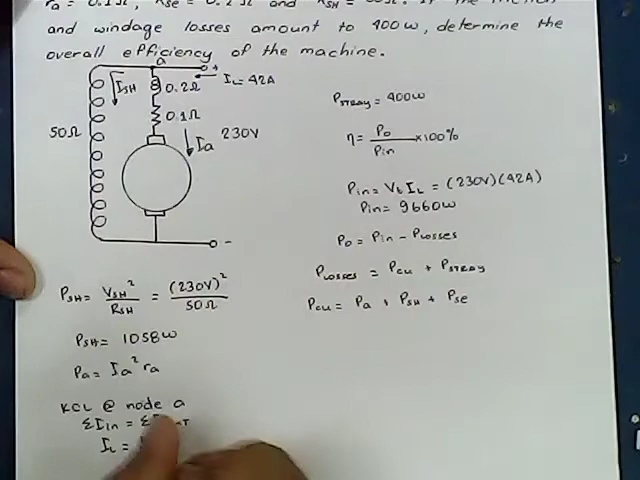 and windage losses amount to 400W, determine the
overall efficiency of the machine.
a
+
ISH
0.2Ω
IL=42A
0.1Ω
50Ω
Ia
230V
-
PSTRAY = 400W
η = Po/Pin ×100%
Pin = Vt IL = (230V)(42A)
Pin = 9660W
Po = Pin - Plosses
Plosses = Pcu + PSTRAY
Pcu = Pa + PSH + Pse
PSH = VSH²/RSH = (230V)²/50Ω
PSH = 1058W
Pa = Ia² ra
KCL @ node a
ΣIin =
IL =